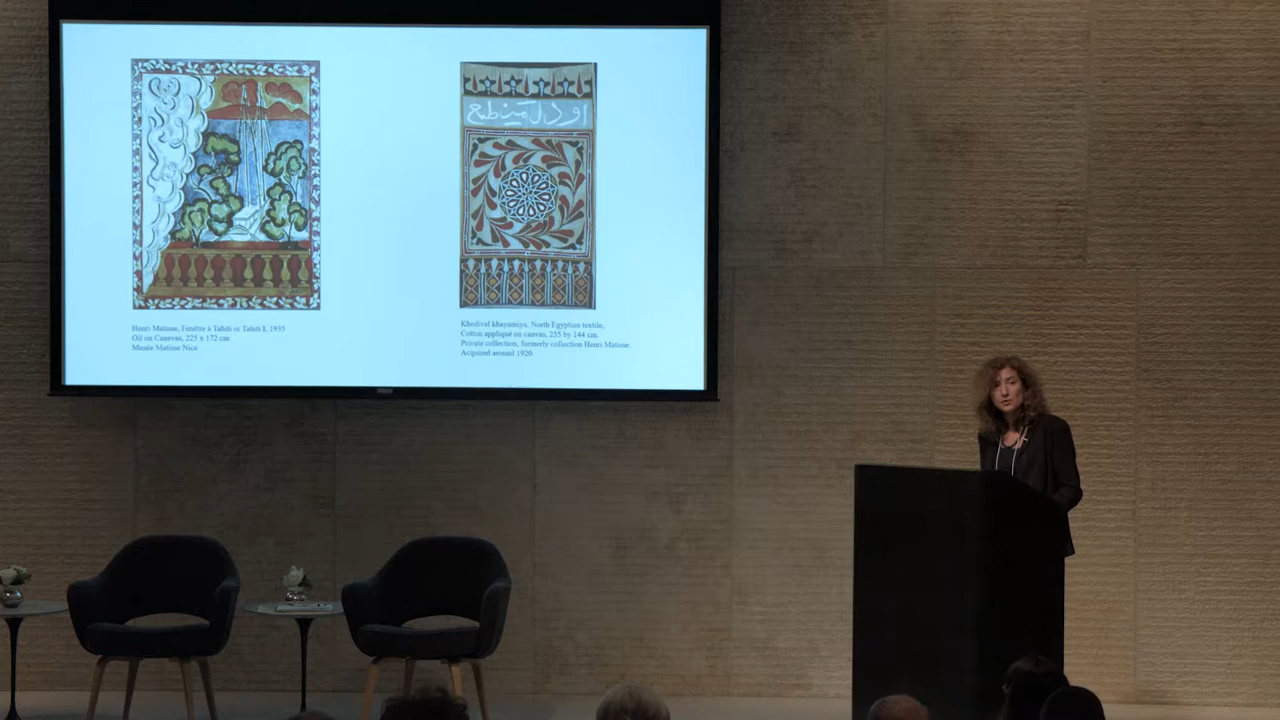 Henri Matisse, Fenêtre à Tahiti or Tahiti I, 1935
Oil on Canevas, 225 x 172 cm
Musée Matisse Nice
Khedival khayamiya, North Egyptian textile,
Cotton appliqué on canvas, 255 by 144 cm.
Private collection, formerly collection Henri Matisse.
Acquired around 1920.